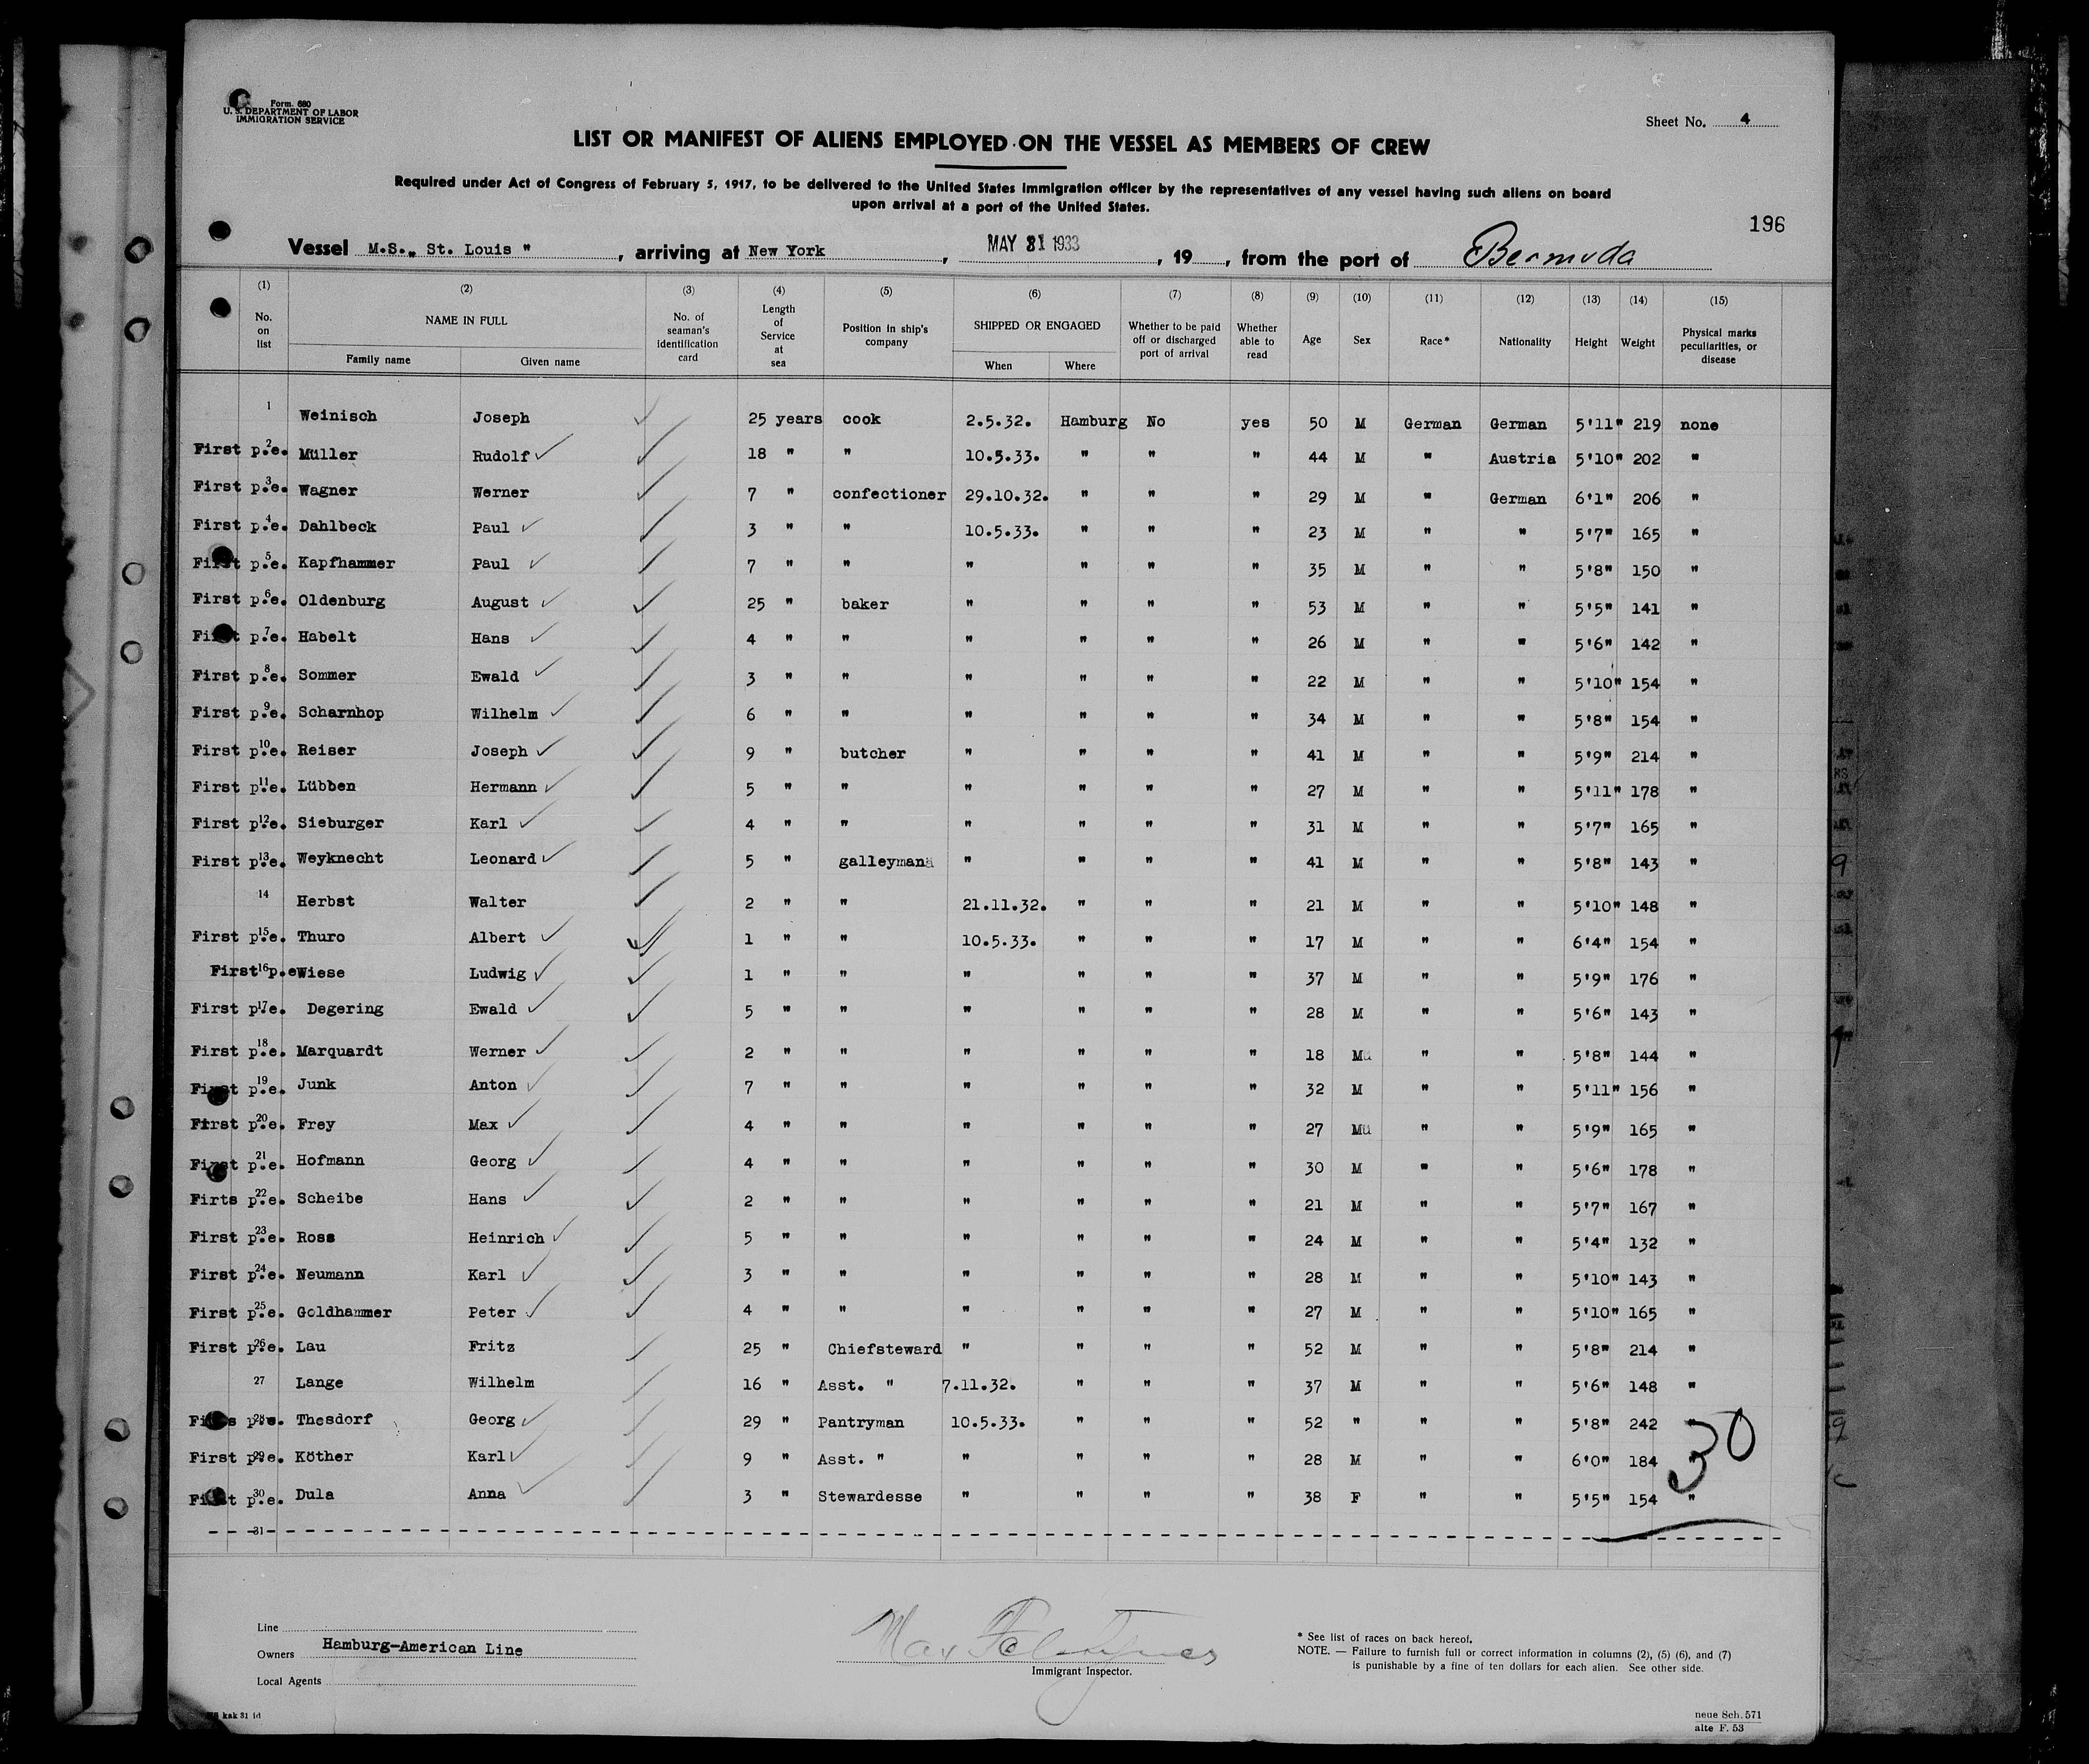 Form. 680
U. S. DEPARTMENT OF LABOR
IMMIGRATION SERVICE
Sheet No. 4
LIST OR MANIFEST OF ALIENS EMPLOYED ON THE VESSEL AS MEMBERS OF CREW
Required under Act of Congress of February 5, 1917, to be delivered to the United States Immigration officer by the representatives of any vessel having such aliens on board
upon arrival at a port of the United States.
196
Vessel M.S.„ St. Louis " , arriving at New York , MAY 31 1933 , 19 , from the port of Bermuda
(1) (2) (3) (4) (5) (6) (7) (8) (9) (10) (11) (12) (13) (14) (15)
No. on list NAME IN FULL Family name Given name No. of seaman's identification card Length of Service at sea Position in ship's company SHIPPED OR ENGAGED When Where Whether to be paid off or discharged port of arrival Whether able to read Age Sex Race* Nationality Height Weight Physical marks peculiarities, or disease
1 Weinisch Joseph 25 years cook 2.5.32. Hamburg No yes 50 M German German 5'11" 219 none
First p.e. 2 Müller Rudolf 18 " " 10.5.33. " " " 44 M " Austria 5'10" 202 "
First p.e. 3 Wagner Werner 7 " confectioner 29.10.32. " " " 29 M " German 6'1" 206 "
First p.e. 4 Dahlbeck Paul 3 " " 10.5.33. " " " 23 M " " 5'7" 165 "
First p.e. 5 Kapfhammer Paul 7 " " " " " " 35 M " " 5'8" 150 "
First p.e. 6 Oldenburg August 25 " baker " " " " 53 M " " 5'5" 141 "
First p.e. 7 Habelt Hans 4 " " " " " " 26 M " " 5'6" 142 "
First p.e. 8 Sommer Ewald 3 " " " " " " 22 M " " 5'10" 154 "
First p.e. 9 Scharnhop Wilhelm 6 " " " " " " 34 M " " 5'8" 154 "
First p.e. 10 Reiser Joseph 9 " butcher " " " " 41 M " " 5'9" 214 "
First p.e. 11 Lübben Hermann 5 " " " " " " 27 M " " 5'11" 178 "
First p.e. 12 Sieburger Karl 4 " " " " " " 31 M " " 5'7" 165 "
First p.e. 13 Weyknecht Leonard 5 " galleyman " " " " 41 M " " 5'8" 143 "
14 Herbst Walter 2 " " 21.11.32. " " " 21 M " " 5'10" 148 "
First p.e. 15 Thuro Albert 1 " " 10.5.33. " " " 17 M " " 6'4" 154 "
First p.e. 16 Wiese Ludwig 1 " " " " " " 37 M " " 5'9" 176 "
First p.e. 17 Degering Ewald 5 " " " " " " 28 M " " 5'6" 143 "
First p.e. 18 Marquardt Werner 2 " " " " " " 18 M " " 5'8" 144 "
First p.e. 19 Junk Anton 7 " " " " " " 32 M " " 5'11" 156 "
First p.e. 20 Frey Max 4 " " " " " " 27 M " " 5'9" 165 "
First p.e. 21 Hofmann Georg 4 " " " " " " 30 M " " 5'6" 178 "
Firts p.e. 22 Scheibe Hans 2 " " " " " " 21 M " " 5'7" 167 "
First p.e. 23 Ross Heinrich 5 " " " " " " 24 M " " 5'4" 132 "
First p.e. 24 Neumann Karl 3 " " " " " " 28 M " " 5'10" 143 "
First p.e. 25 Goldhammer Peter 4 " " " " " " 27 M " " 5'10" 165 "
First p.e. 26 Lau Fritz 25 " Chiefsteward " " " " 52 M " " 5'8" 214 "
27 Lange Wilhelm 16 " Asst. " 7.11.32. " " " 37 M " " 5'6" 148 "
p.e. 28 Thesdorf Georg 29 " Pantryman 10.5.33. " " " 52 " " " 5'8" 242 "
First p.e. 29 Köther Karl 9 " Asst. " " " " " 28 M " " 6'0" 184 "
First p.e. 30 Dula Anna 3 " Stewardesse " " " " 38 F " " 5'5" 154 "
30
31
Line
Owners Hamburg-American Line
Local Agents
Immigrant Inspector.
* See list of races on back hereof.
NOTE. — Failure to furnish full or correct information in columns (2), (5) (6), and (7)
is punishable by a fine of ten dollars for each alien. See other side.
kak 31 id
neue Sch. 571
alte F. 53